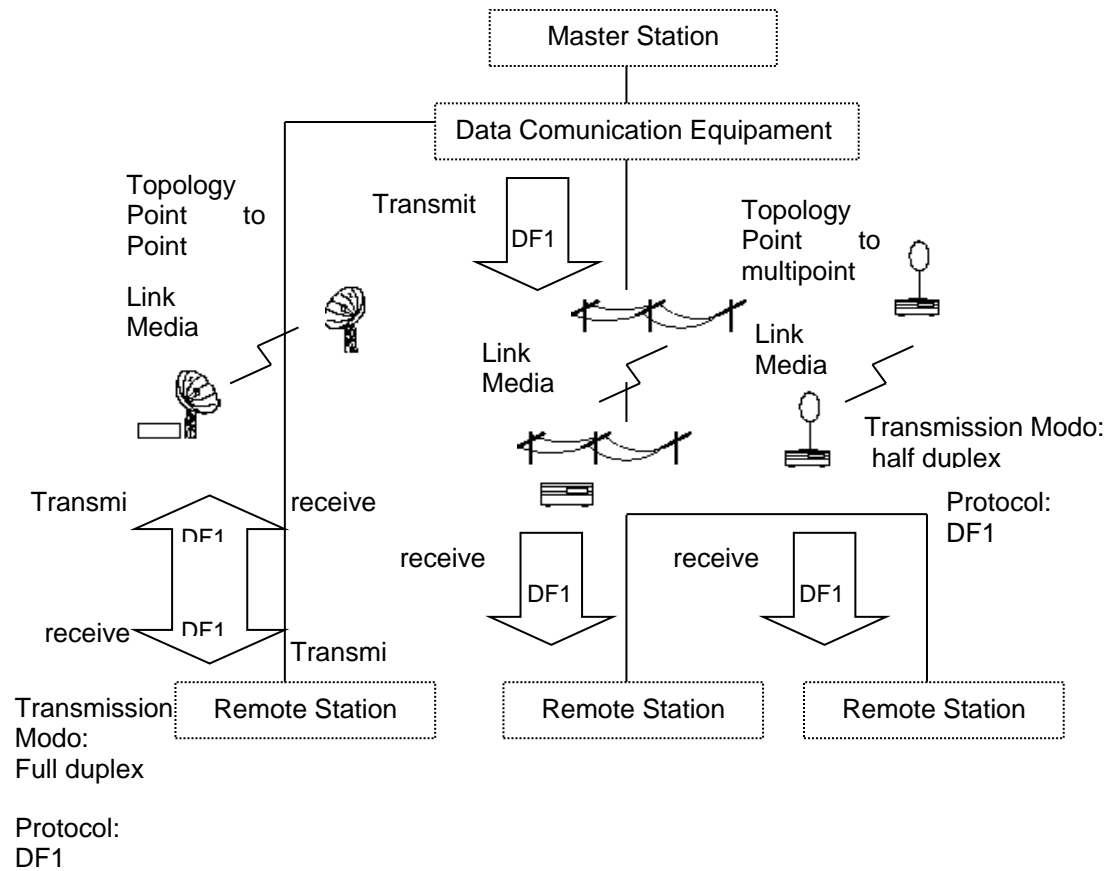 Master Station
Data Comunication Equipament
Topology
Point to
Point
Transmit
DF1
Topology
Point to
multipoint
Link
Media
Link
Media
Link
Media
Transmission Modo:
half duplex
Protocol:
DF1
Transmi
receive
DF1
receive
DF1
receive
DF1
receive
DF1
Transmi
Remote Station
Remote Station
Remote Station
Transmission
Modo:
Full duplex
Protocol:
DF1